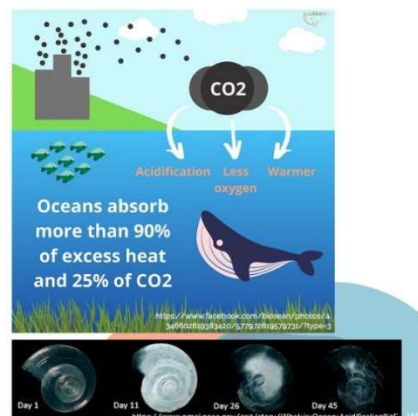 CO2
Acidification Less Warmer
oxygen
Oceans absorb
more than 90%
of excess heat
and 25% of CO2
Day 1 Day 11 Day 26 Day 45